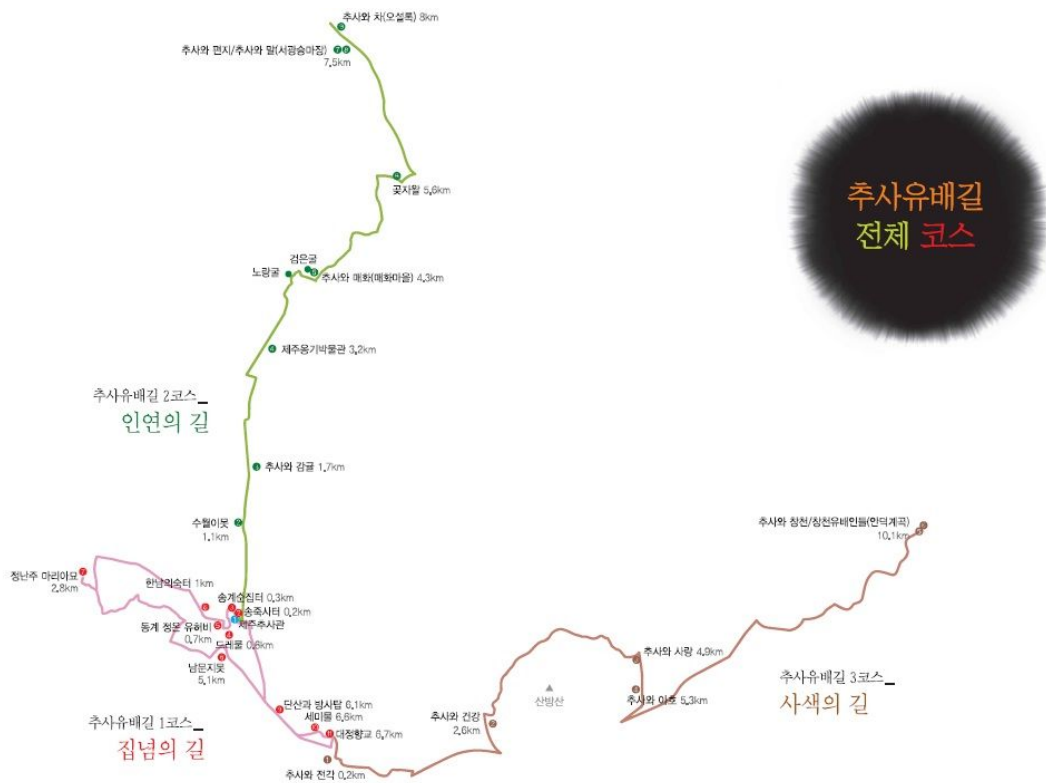 추사와 차(오설록) 8km
추사와 편지/추사와 말(서광승마장)
7.5km
곶자왈 5.6km
추사유배길
전체 코스
검은굴
노랑굴
추사와 매화(매화마을) 4.3km
제주옹기박물관 3.2km
추사유배길 2코스_
인연의 길
추사와 감귤 1.7km
수월이못
1.1km
추사와 창천/창천유배인들(안덕계곡)
10.1km
정난주 마리아묘
2.8km
한남의숙터 1km
송계순집터 0.3km
송죽사터 0.2km
제주추사관
동계 정온 유허비
0.7km
드레물 0.8km
남문지못
5.1km
추사와 사랑 4.9km
산방산
추사와 아호 5.3km
추사유배길 3코스_
사색의 길
단산과 방사탑 6.1km
세미물 6.6km
대정향교 6.7km
추사와 건강
2.6km
추사유배길 1코스_
집념의 길
추사와 전각 0.2km